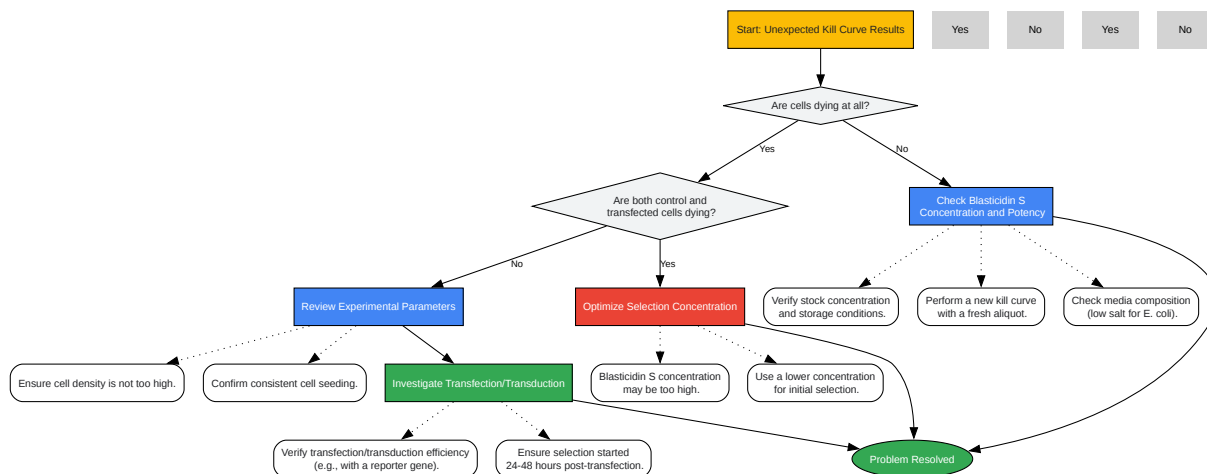 Start: Unexpected Kill Curve Results
Yes
No
Yes
No
Are cells dying at all?
Yes
No
Are both control and
transfected cells dying?
Check Blasticidin S
Concentration and Potency
No
Yes
Review Experimental Parameters
Optimize Selection Concentration
Verify stock concentration
and storage conditions.
Perform a new kill curve
with a fresh aliquot.
Check media composition
(low salt for E. coli).
Ensure cell density is not too high.
Confirm consistent cell seeding.
Investigate Transfection/Transduction
Blasticidin S concentration
may be too high.
Use a lower concentration
for initial selection.
Verify transfection/transduction efficiency
(e.g., with a reporter gene).
Ensure selection started
24-48 hours post-transfection.
Problem Resolved